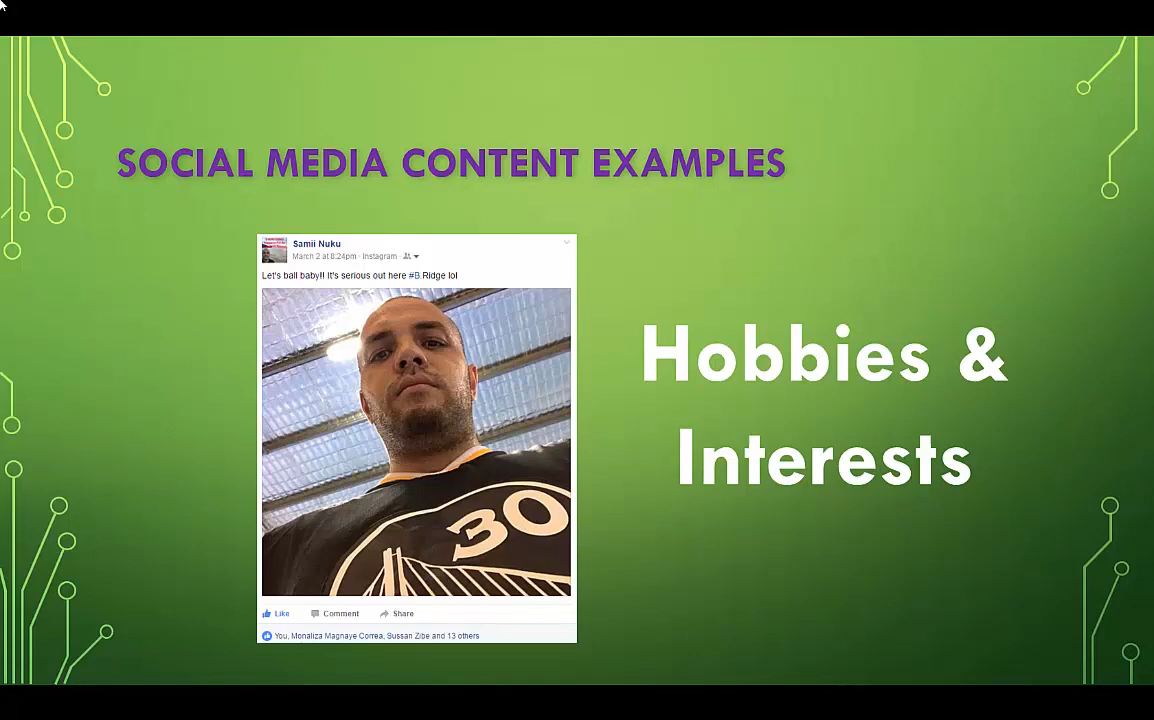 SOCIAL MEDIA CONTENT EXAMPLES
Samii Nuku
March 2 at 8:24pm · Instagram ·
Let's ball baby!! It's serious out here #B.Ridge lol
30
Like Comment Share
You, Monaliza Magnaye Correa, Sussan Zibe and 13 others
Hobbies &
Interests